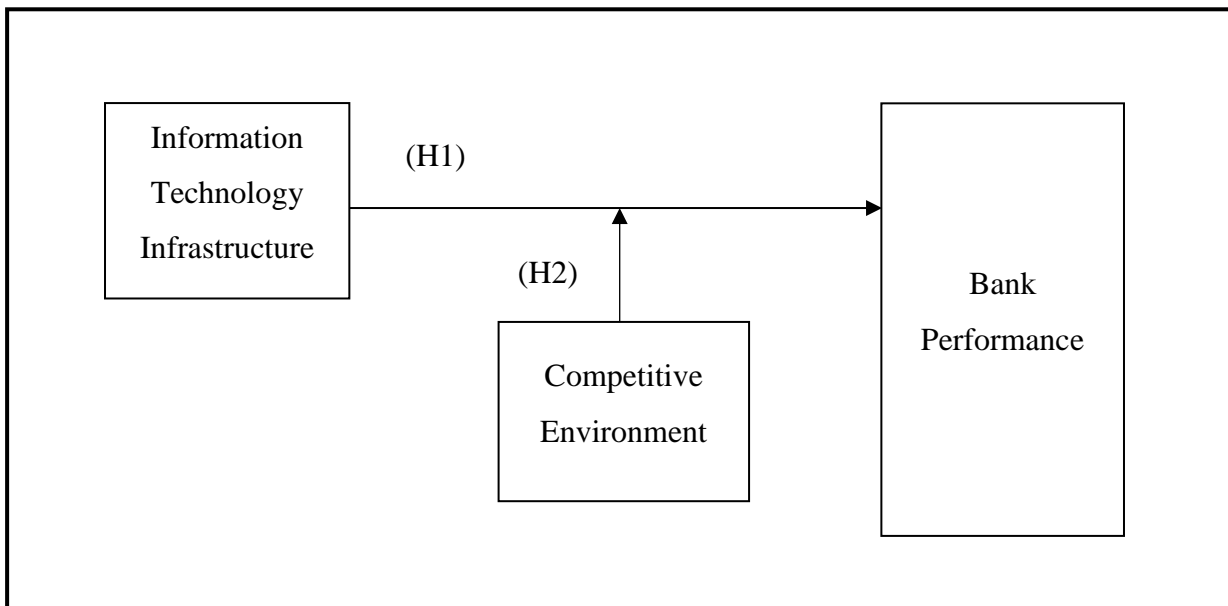 Information
Technology
Infrastructure
(H1)
(H2)
Competitive
Environment
Bank
Performance